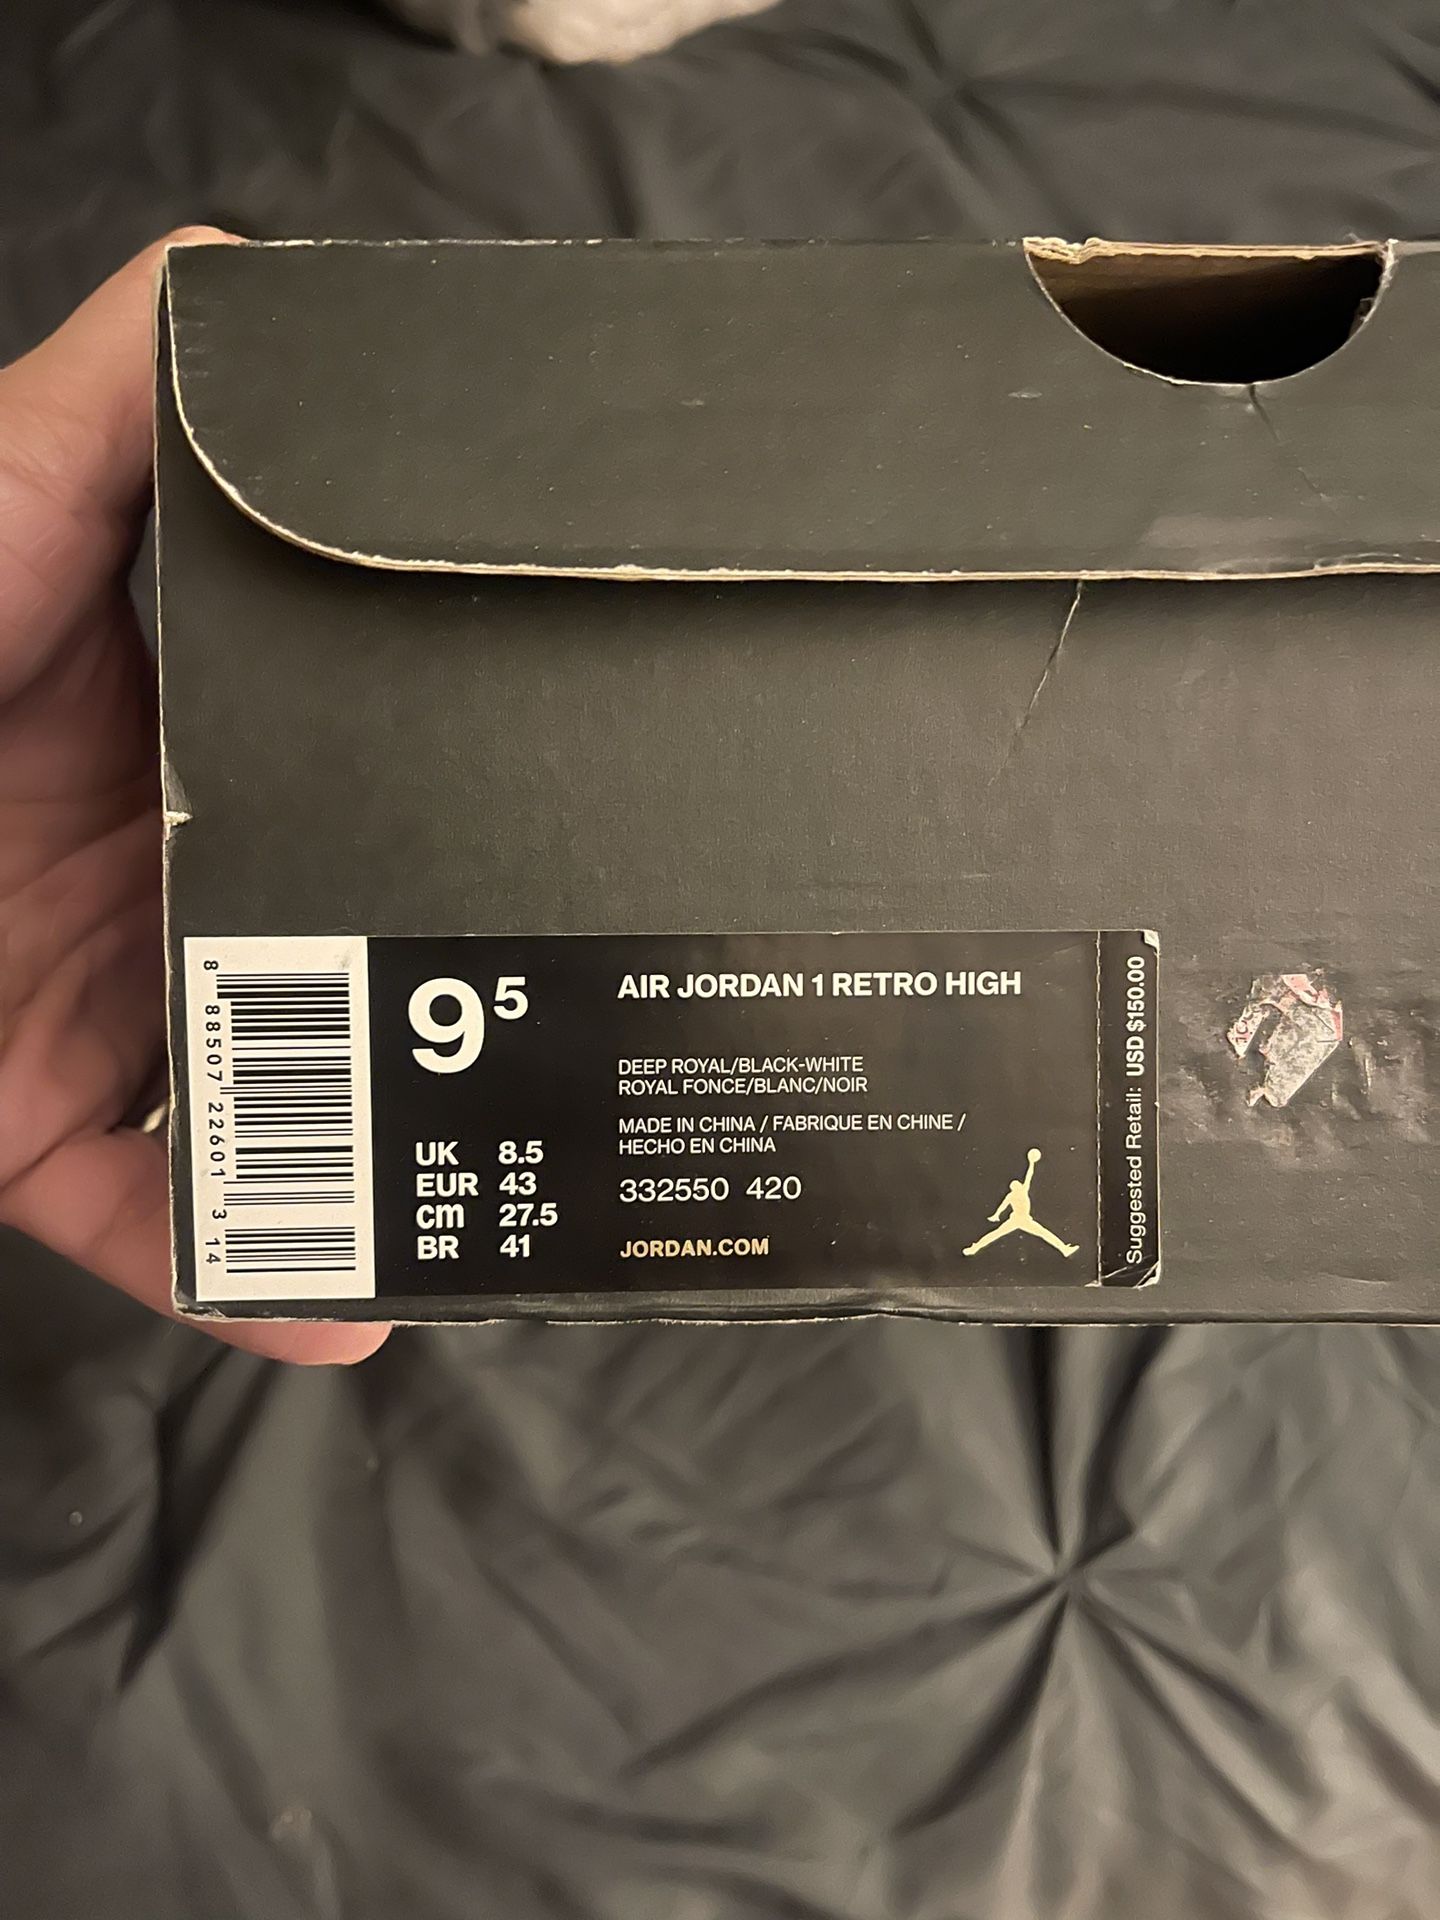 8 88507 22601 3 14
9⁵
AIR JORDAN 1 RETRO HIGH
DEEP ROYAL/BLACK-WHITE
ROYAL FONCE/BLANC/NOIR
MADE IN CHINA / FABRIQUE EN CHINE /
HECHO EN CHINA
UK 8.5
EUR 43
cm 27.5
BR 41
332550 420
JORDAN.COM
Suggested Retail: USD $150.00